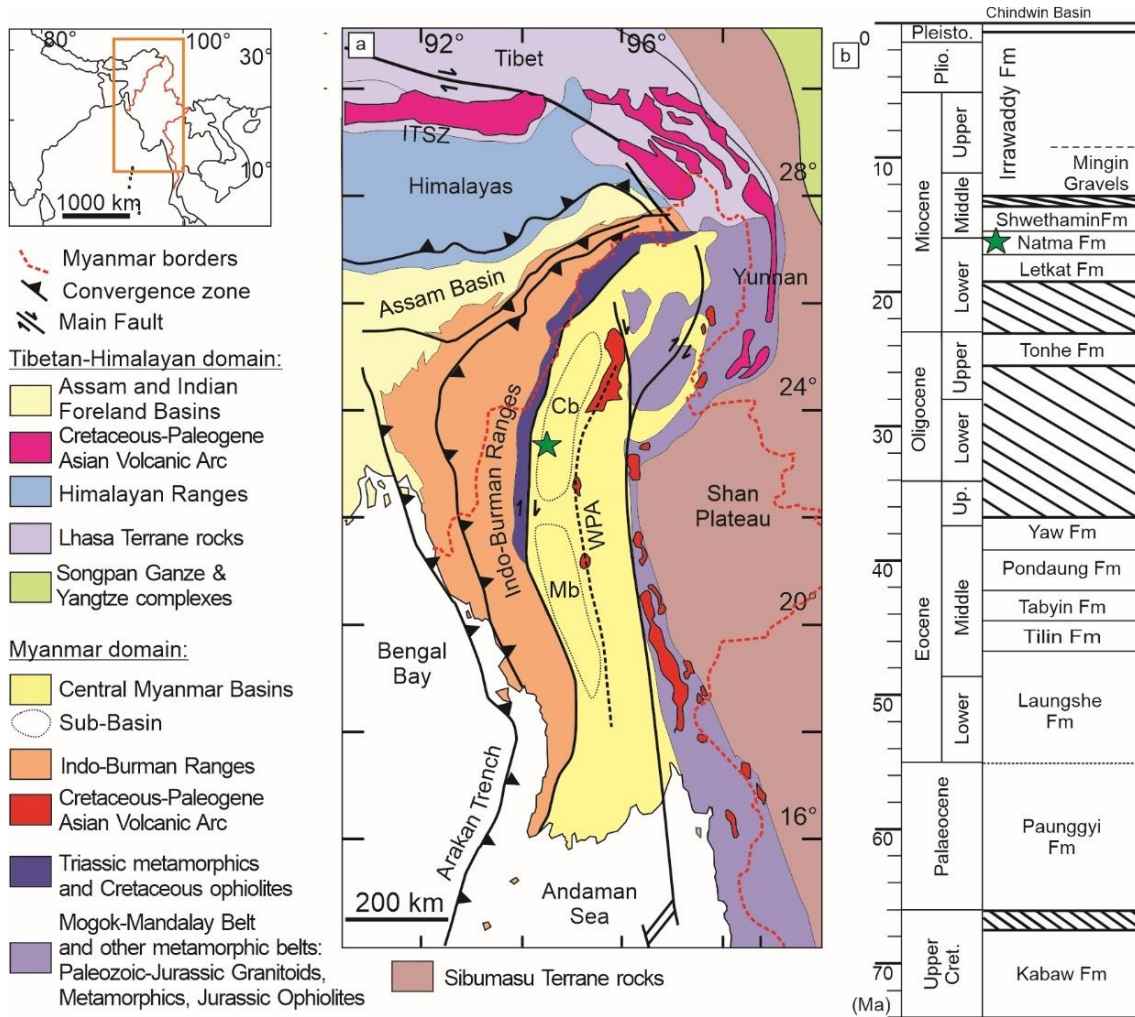 80°
100°
30°
10°
1000 km
Myanmar borders
Convergence zone
Main Fault
Tibetan-Himalayan domain:
Assam and Indian
Foreland Basins
Cretaceous-Paleogene
Asian Volcanic Arc
Himalayan Ranges
Lhasa Terrane rocks
Songpan Ganze &
Yangtze complexes
Myanmar domain:
Central Myanmar Basins
Sub-Basin
Indo-Burman Ranges
Cretaceous-Paleogene
Asian Volcanic Arc
Triassic metamorphics
and Cretaceous ophiolites
Mogok-Mandalay Belt
and other metamorphic belts:
Paleozoic-Jurassic Granitoids,
Metamorphics, Jurassic Ophiolites
Sibumasu Terrane rocks
a
92°
96°
Tibet
ITSZ
Himalayas
28°
Assam Basin
Yunnan
24°
Cb
Indo-Burman Ranges
WPA
Shan
Plateau
Mb
20°
Bengal
Bay
Arakan Trench
16°
200 km
Andaman
Sea
b
Chindwin Basin
0
10
20
30
40
50
60
70
(Ma)
Pleisto.
Plio.
Miocene
Upper
Middle
Lower
Oligocene
Upper
Lower
Eocene
Up.
Middle
Lower
Palaeocene
Upper
Cret.
Irrawaddy Fm
Mingin
Gravels
ShwethaminFm
Natma Fm
Letkat Fm
Tonhe Fm
Yaw Fm
Pondaung Fm
Tabyin Fm
Tilin Fm
Laungshe
Fm
Paunggyi
Fm
Kabaw Fm